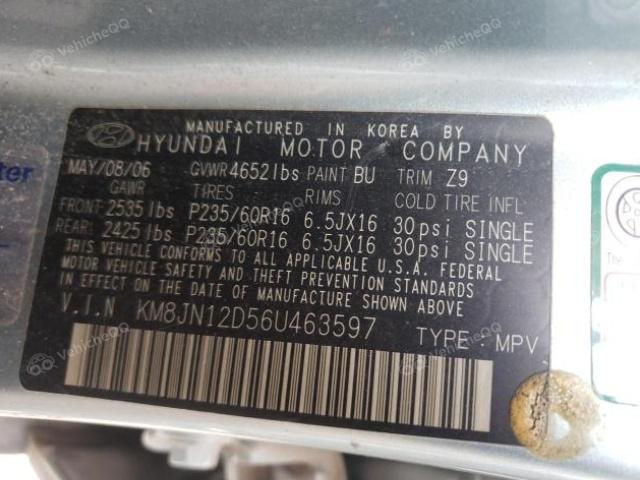 MANUFACTURED IN KOREA BY
HYUNDAI MOTOR COMPANY
MAY/08/06 GVWR 4652lbs PAINT BU TRIM Z9
GAWR TIRES RIMS COLD TIRE INFL
FRONT 2535 lbs P235/60R16 6.5JX16 30psi SINGLE
REAR: 2425 lbs P235/60R16 6.5JX16 30psi SINGLE
THIS VEHICLE CONFORMS TO ALL APPLICABLE U.S.A. FEDERAL
MOTOR VEHICLE SAFETY AND THEFT PREVENTION STANDARDS
IN EFFECT ON THE DATE OF MANUFACTURE SHOWN ABOVE.
V.I.N KM8JN12D56U463597 TYPE : MPV
VehicleQQ